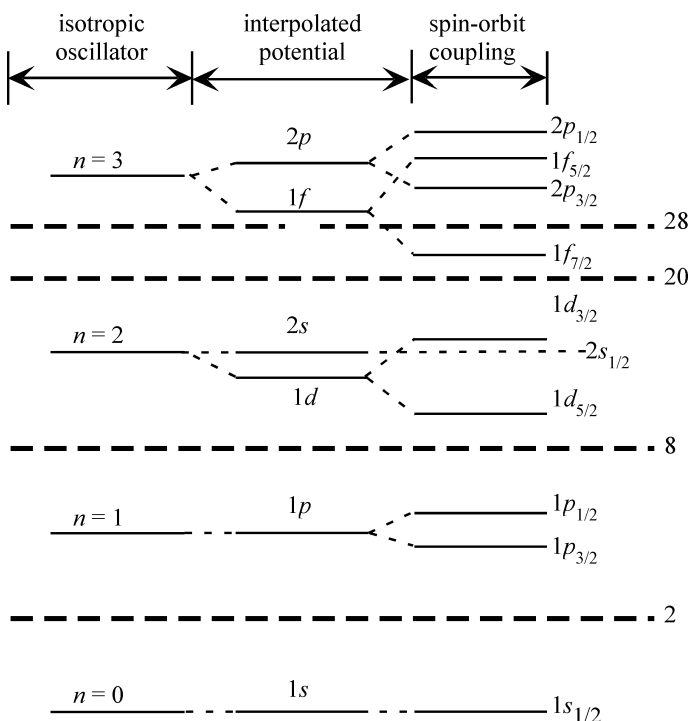 isotropic oscillator
interpolated potential
spin-orbit coupling
n = 3
2p
1f
2p1/2
1f5/2
2p3/2
28
1f7/2
20
n = 2
2s
1d
1d3/2
2s1/2
1d5/2
8
n = 1
1p
1p1/2
1p3/2
2
n = 0
1s
1s1/2